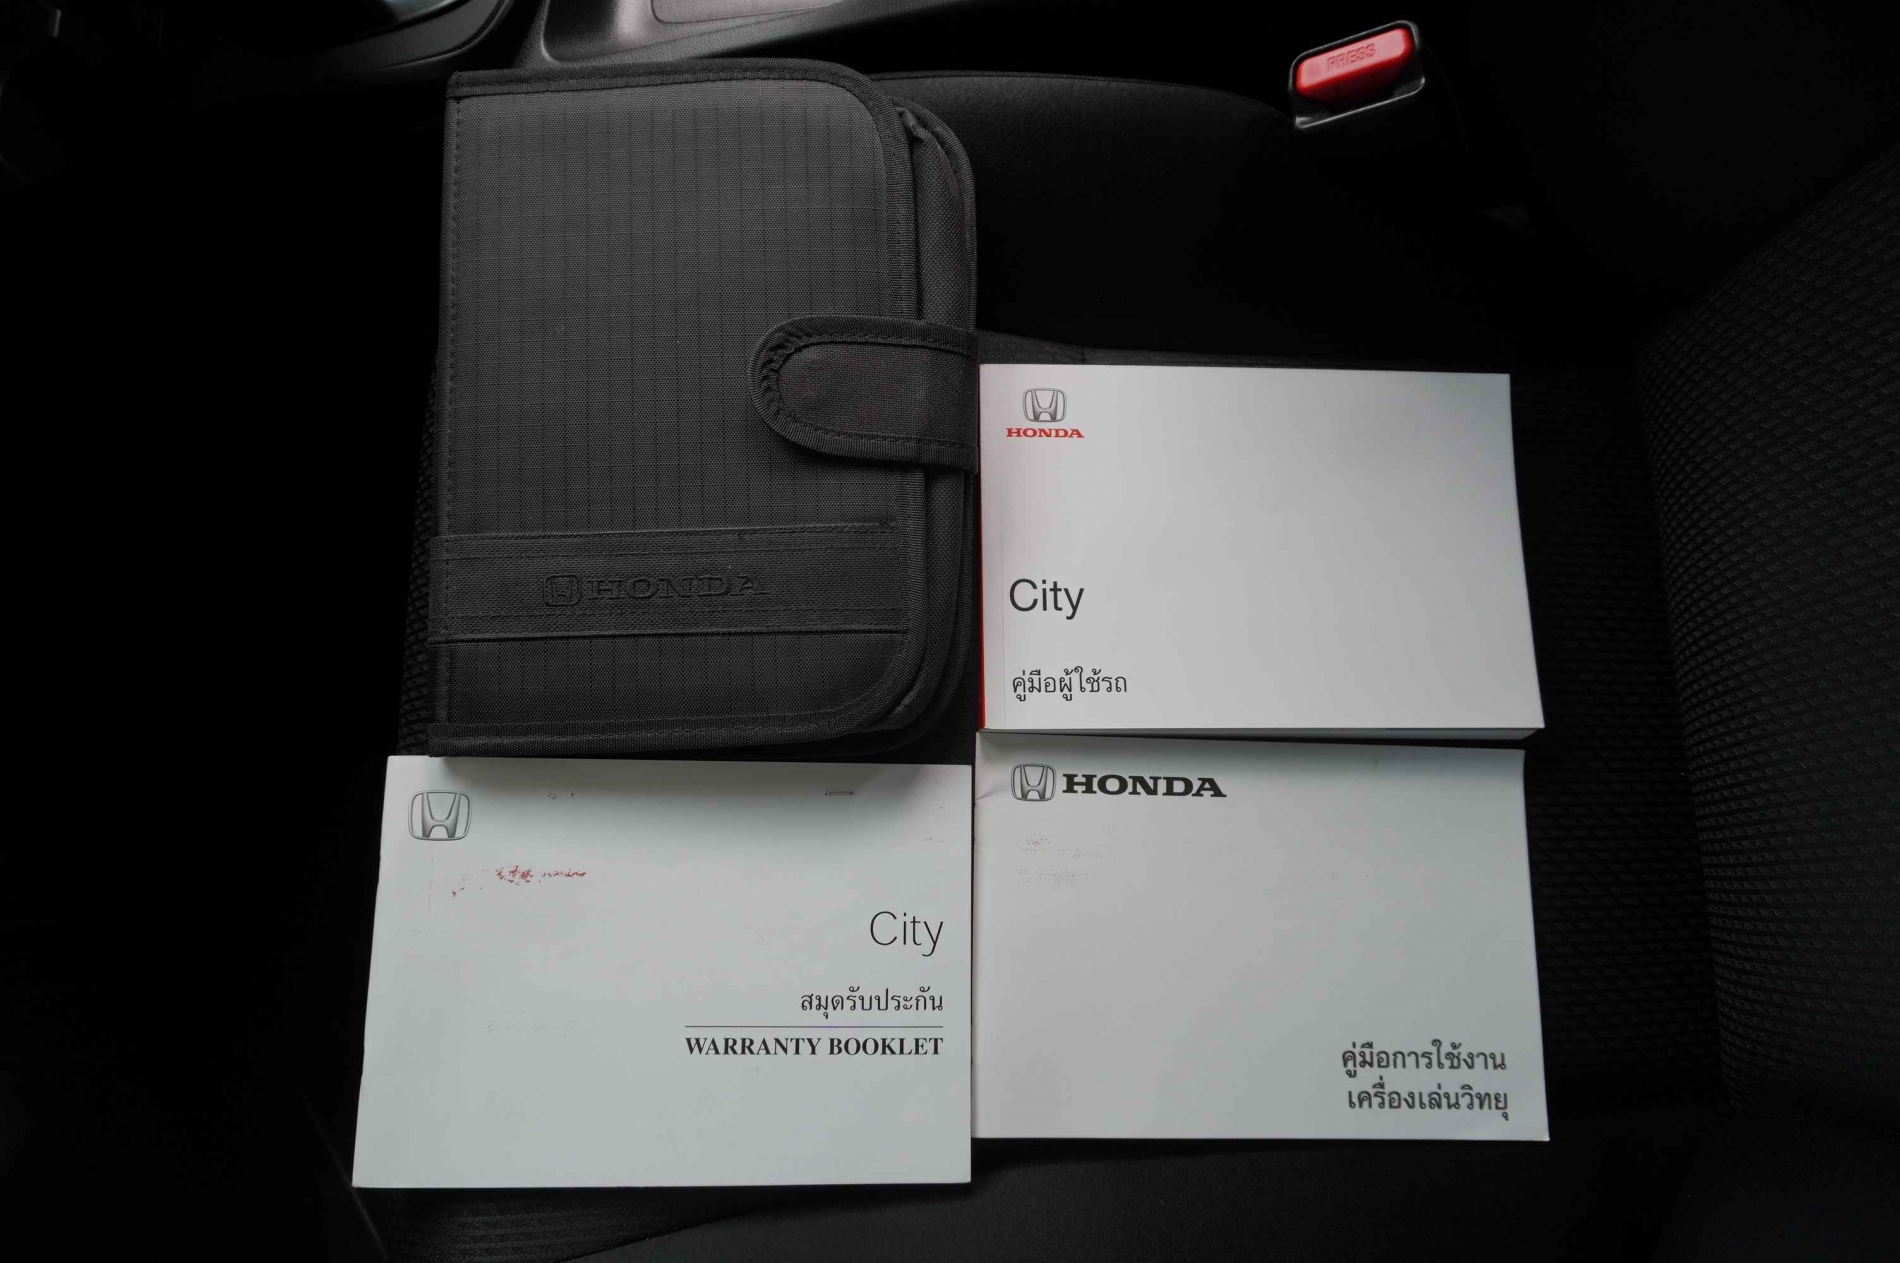 PRESS
HONDA
HONDA
City
คู่มือผู้ใช้รถ
City
สมุดรับประกัน
WARRANTY BOOKLET
HONDA
คู่มือการใช้งาน
เครื่องเล่นวิทยุ